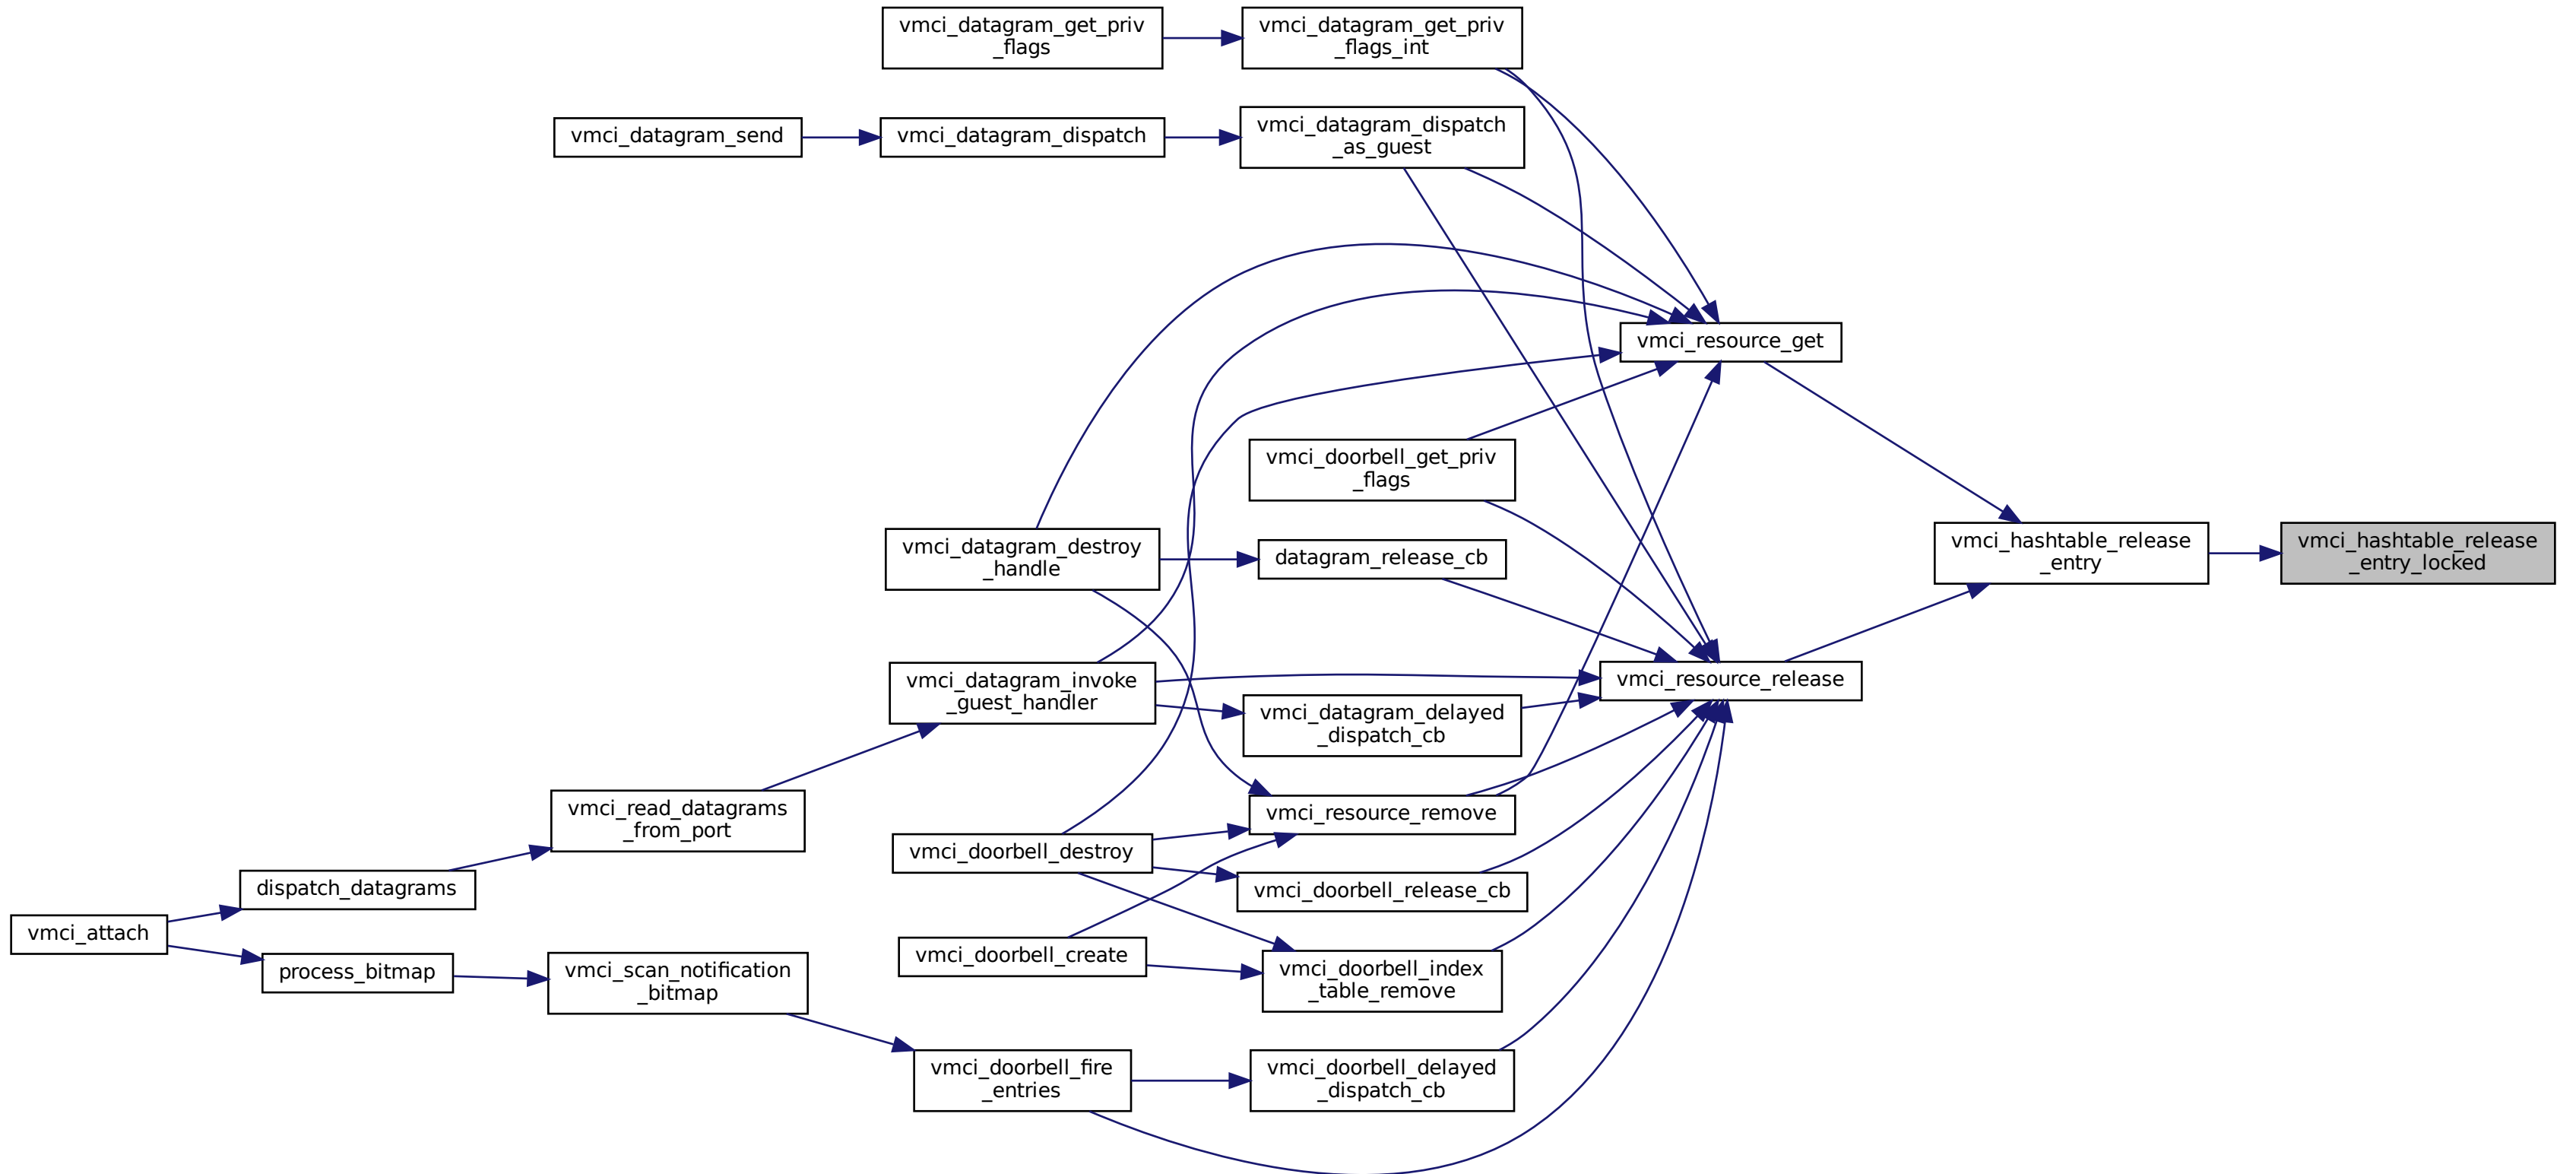 vmci_datagram_get_priv
_flags
vmci_datagram_get_priv
_flags_int
vmci_datagram_send
vmci_datagram_dispatch
vmci_datagram_dispatch
_as_guest
vmci_resource_get
vmci_doorbell_get_priv
_flags
vmci_datagram_destroy
_handle
datagram_release_cb
vmci_hashtable_release
_entry
vmci_hashtable_release
_entry_locked
vmci_datagram_invoke
_guest_handler
vmci_resource_release
vmci_datagram_delayed
_dispatch_cb
vmci_read_datagrams
_from_port
vmci_resource_remove
vmci_doorbell_destroy
dispatch_datagrams
vmci_doorbell_release_cb
vmci_attach
vmci_doorbell_create
process_bitmap
vmci_scan_notification
_bitmap
vmci_doorbell_index
_table_remove
vmci_doorbell_fire
_entries
vmci_doorbell_delayed
_dispatch_cb